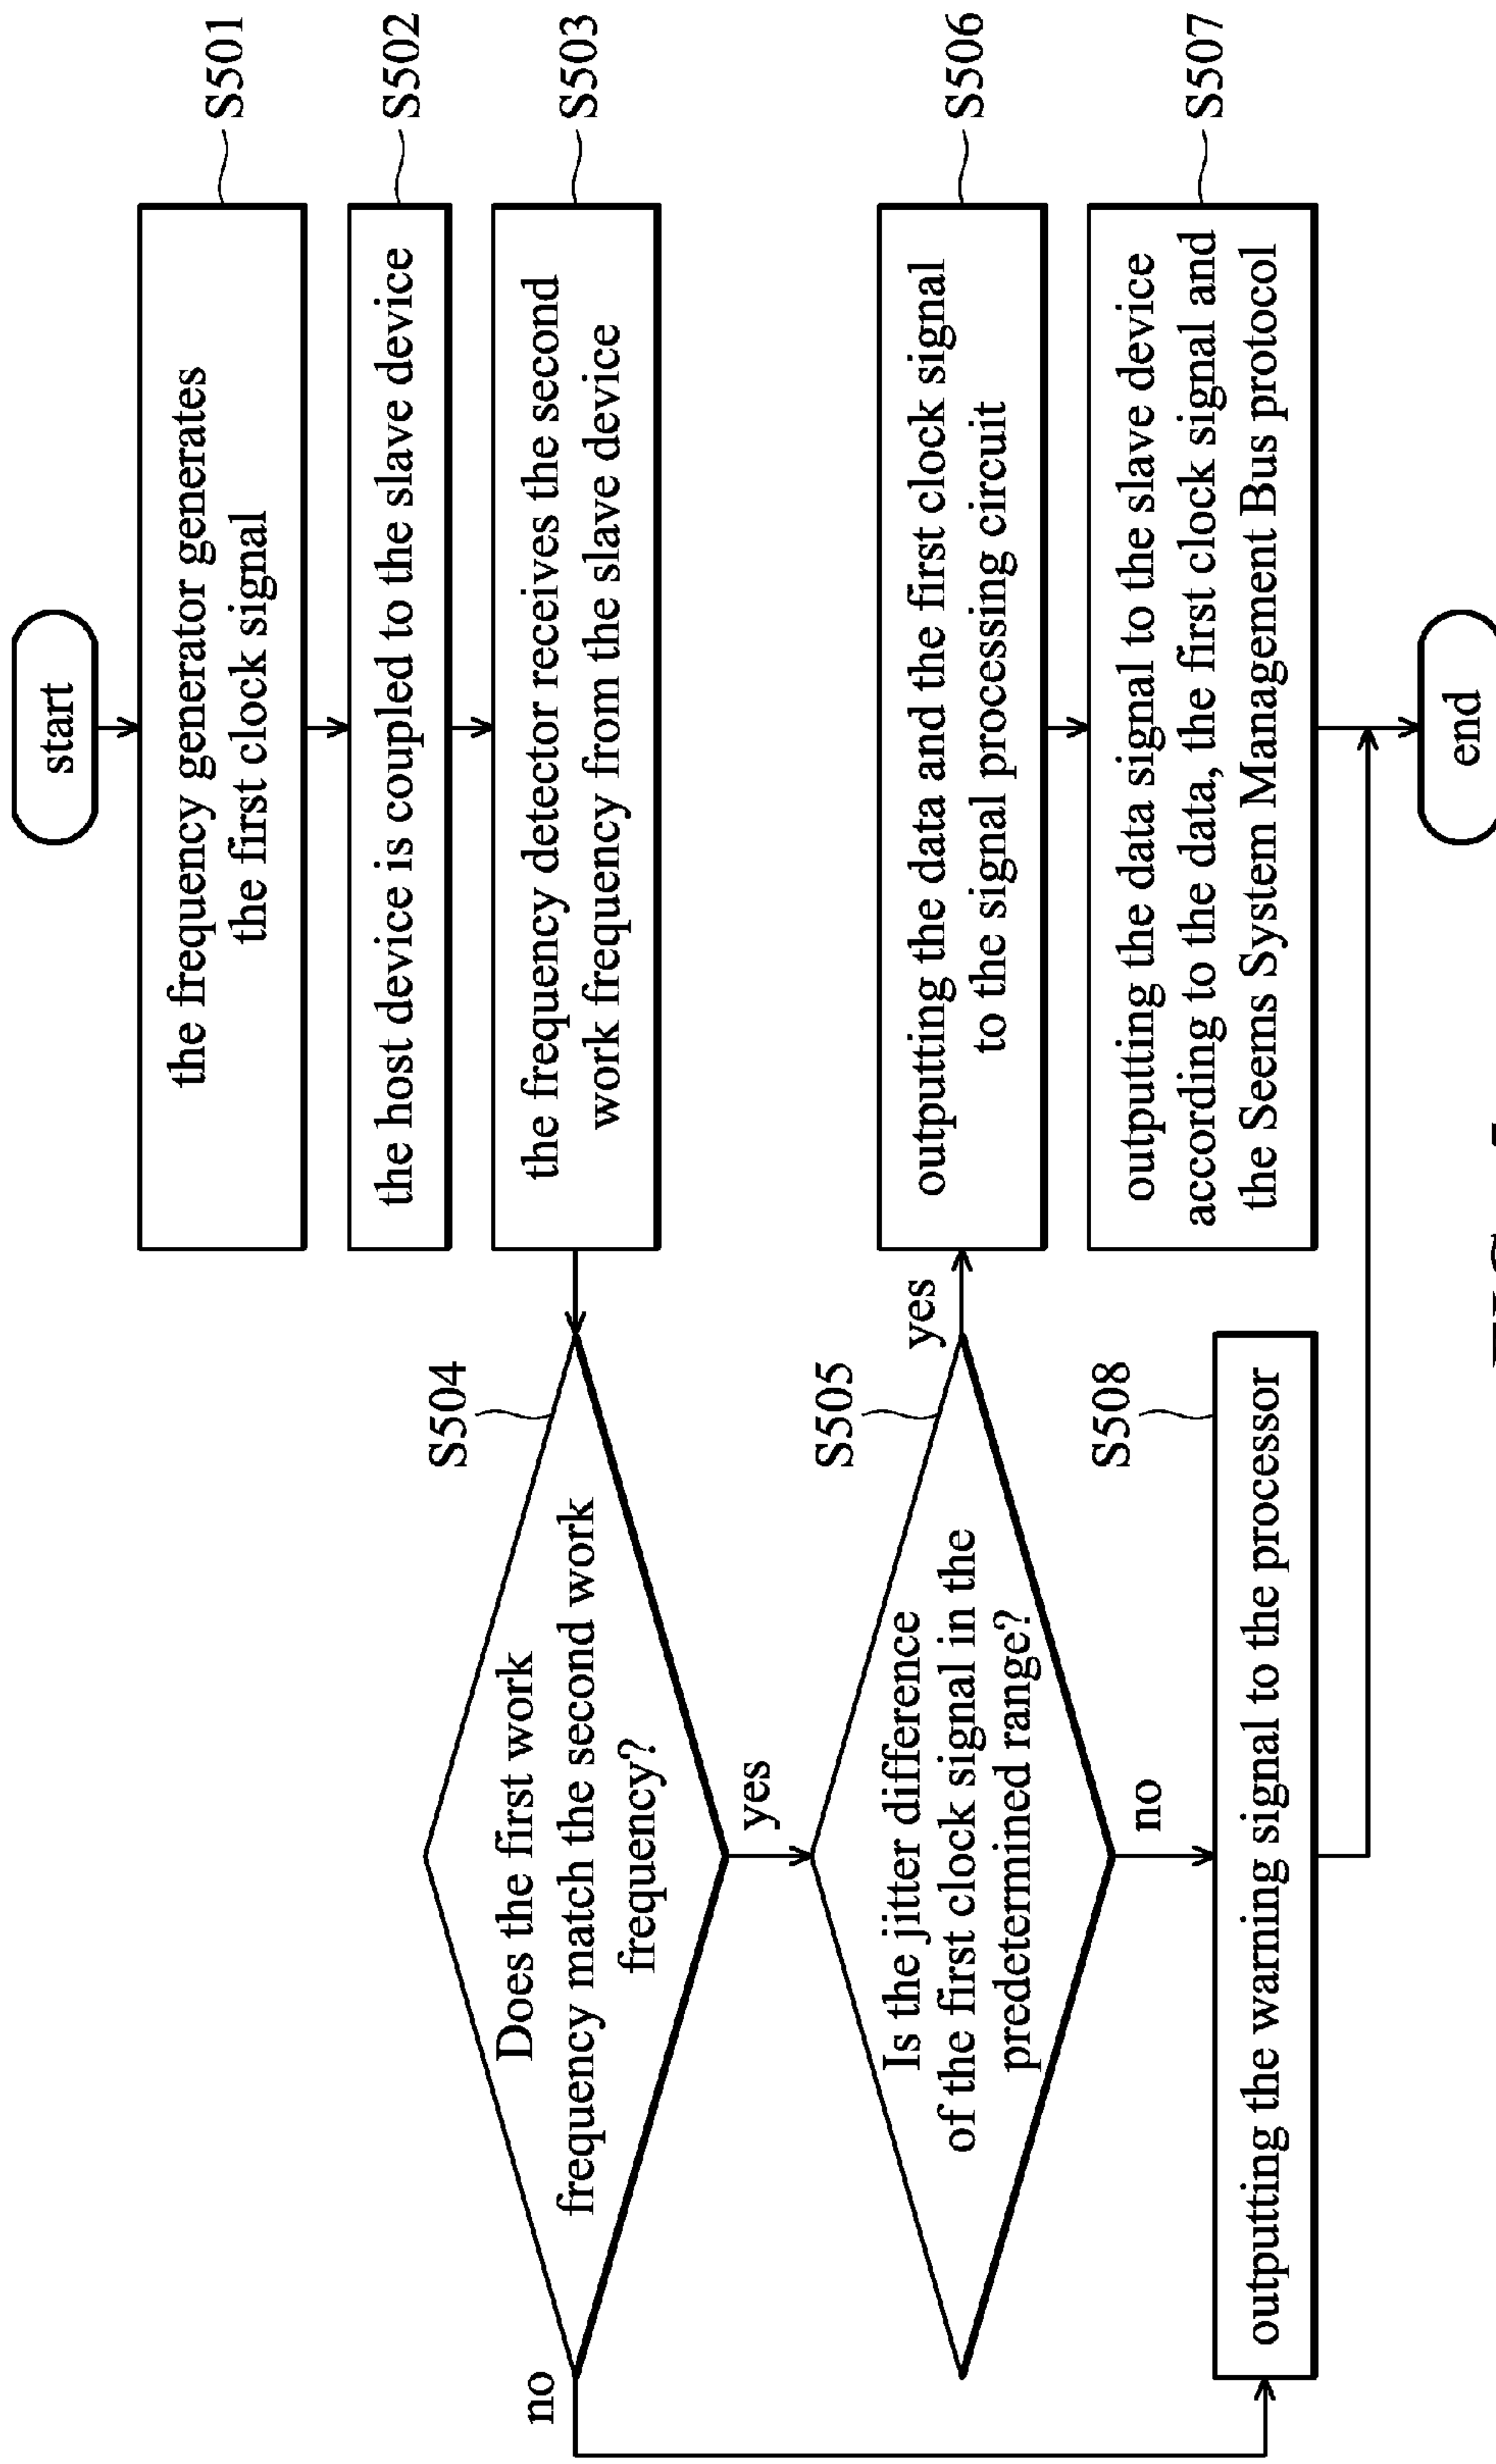 start
the frequency generator generates
the first clock signal
S501
the host device is coupled to the slave device
S502
the frequency detector receives the second
work frequency from the slave device
S503
S504
Does the first work
frequency match the second work
frequency?
no
yes
S505
Is the jitter difference
of the first clock signal in the
predetermined range?
yes
no
outputting the data and the first clock signal
to the signal processing circuit
S506
outputting the data signal to the slave device
according to the data, the first clock signal and
the Seems System Management Bus protocol
S507
S508
outputting the warning signal to the processor
end